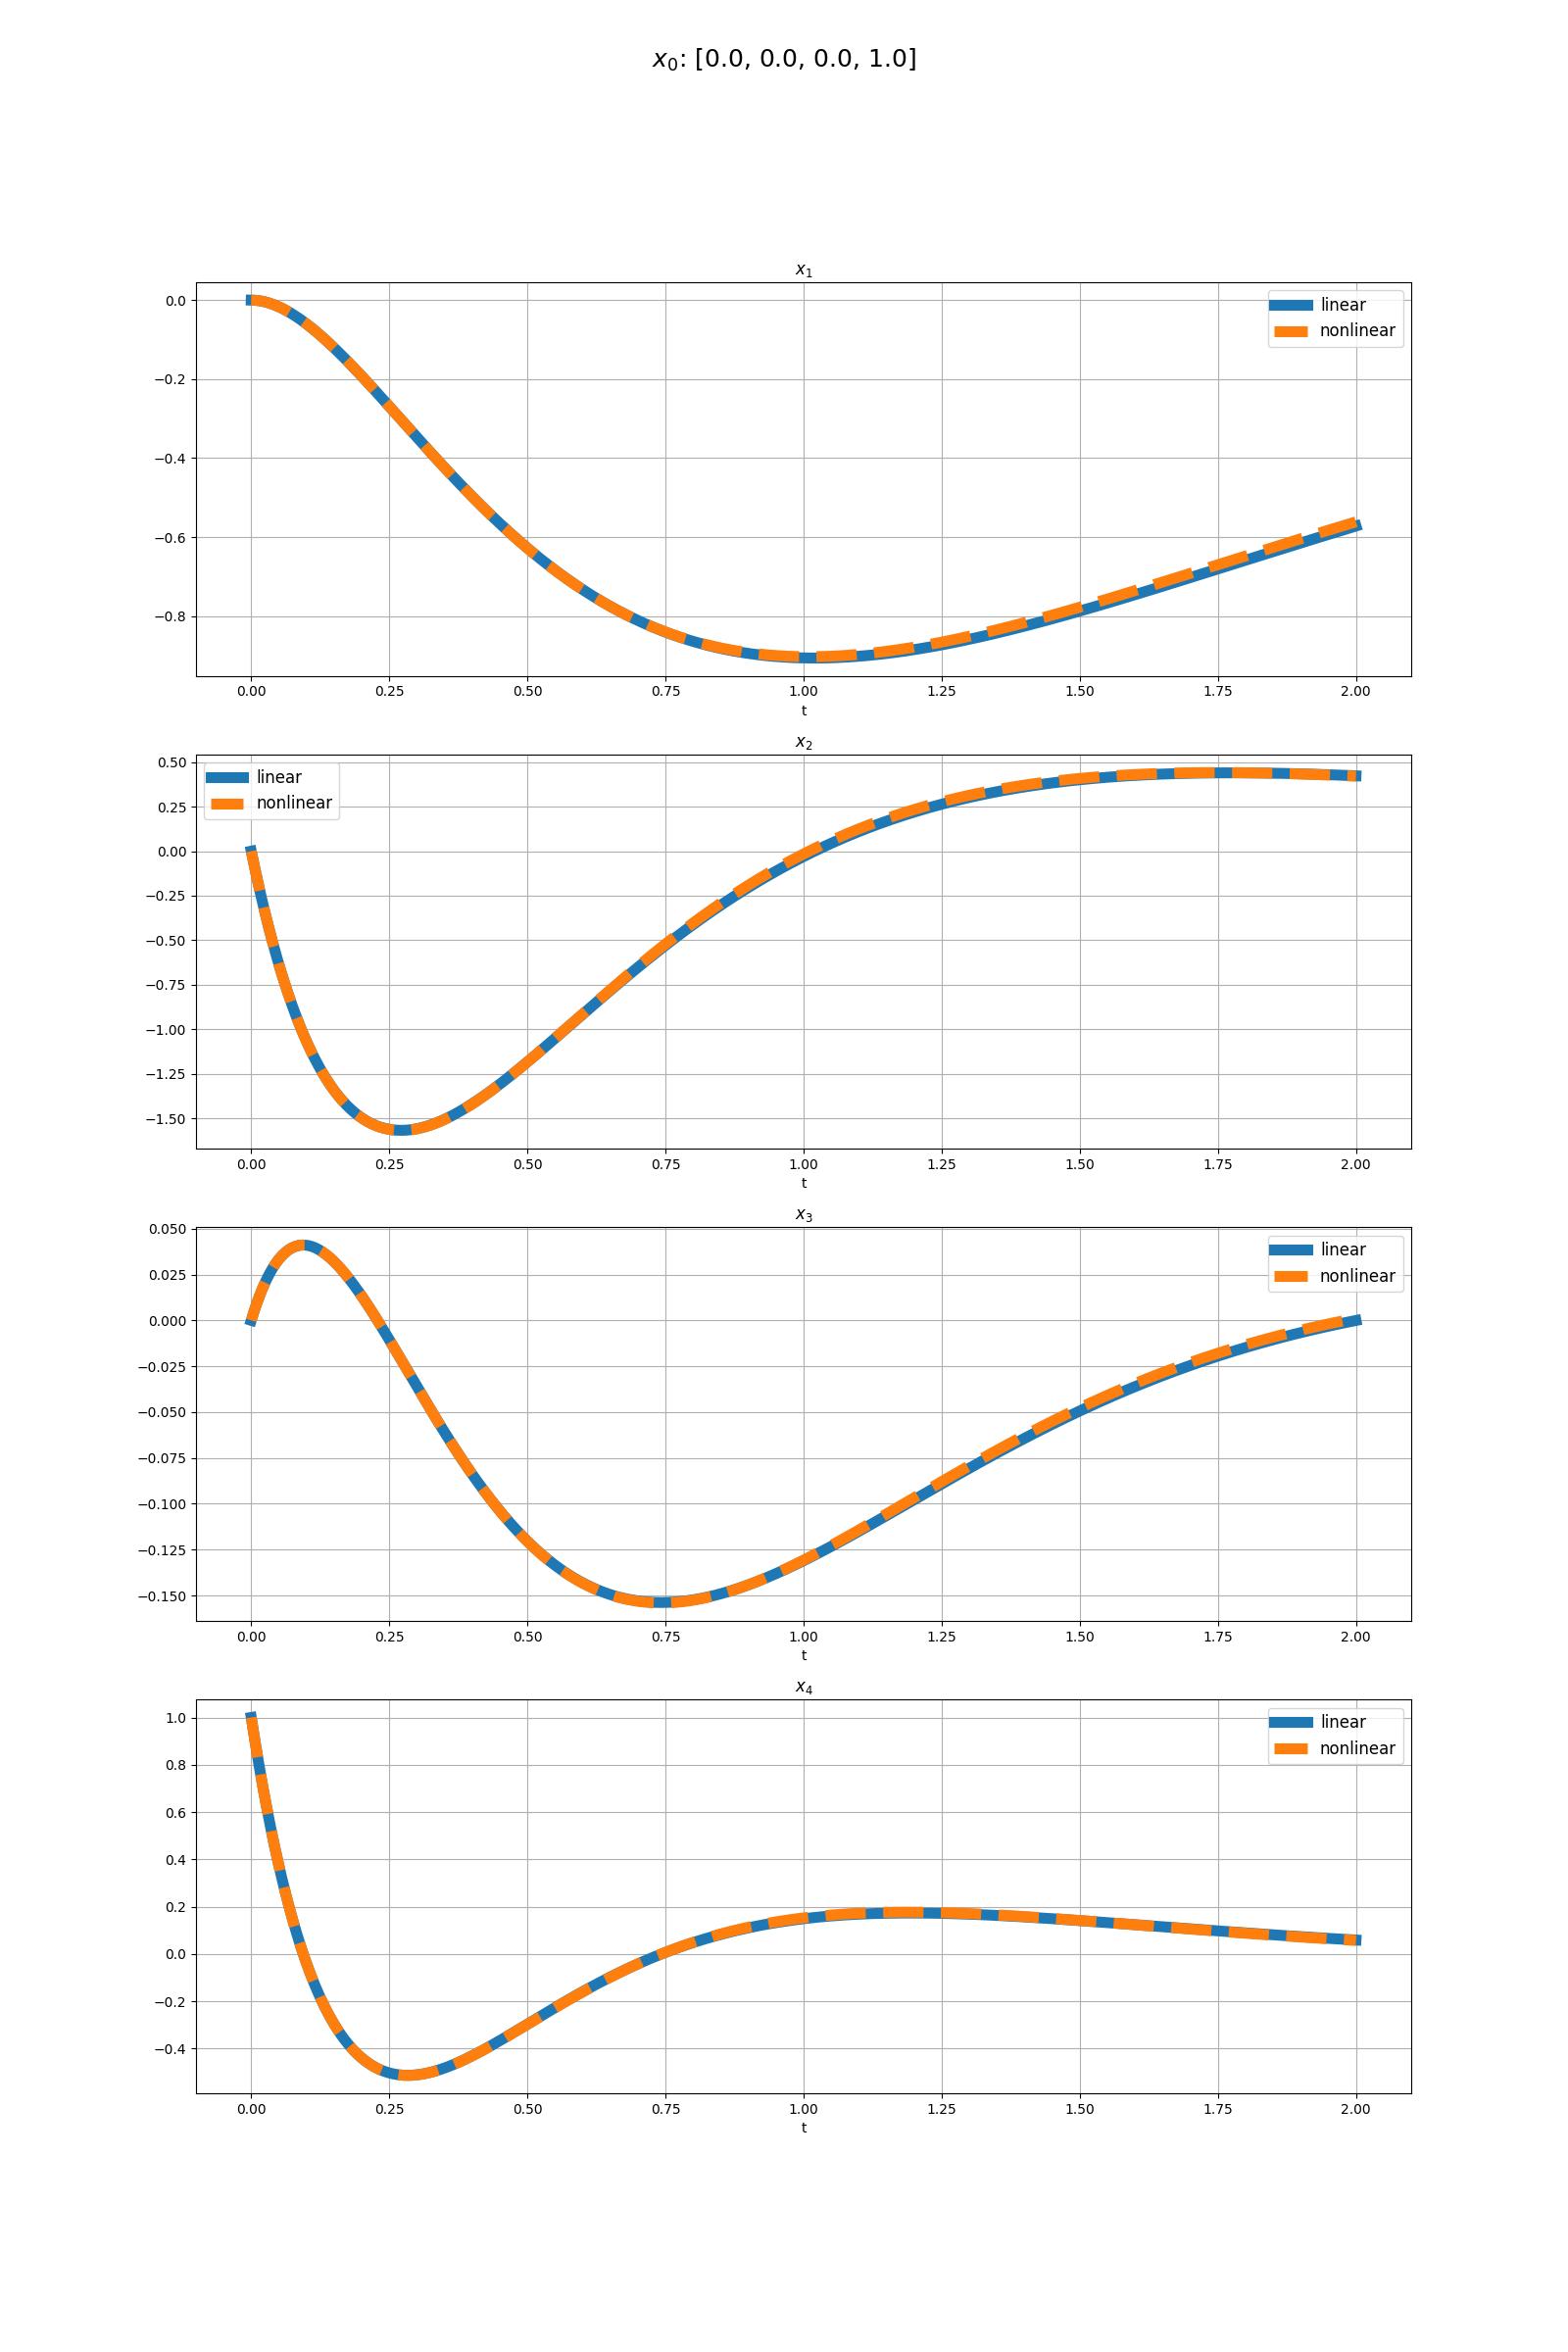 x₀: [0.0, 0.0, 0.0, 1.0]
x₁
linear
nonlinear
0.0
−0.2
−0.4
−0.6
−0.8
0.00 0.25 0.50 0.75 1.00 1.25 1.50 1.75 2.00
t
x₂
linear
nonlinear
0.50
0.25
0.00
−0.25
−0.50
−0.75
−1.00
−1.25
−1.50
0.00 0.25 0.50 0.75 1.00 1.25 1.50 1.75 2.00
t
x₃
linear
nonlinear
0.050
0.025
0.000
−0.025
−0.050
−0.075
−0.100
−0.125
−0.150
0.00 0.25 0.50 0.75 1.00 1.25 1.50 1.75 2.00
t
x₄
linear
nonlinear
1.0
0.8
0.6
0.4
0.2
0.0
−0.2
−0.4
0.00 0.25 0.50 0.75 1.00 1.25 1.50 1.75 2.00
t